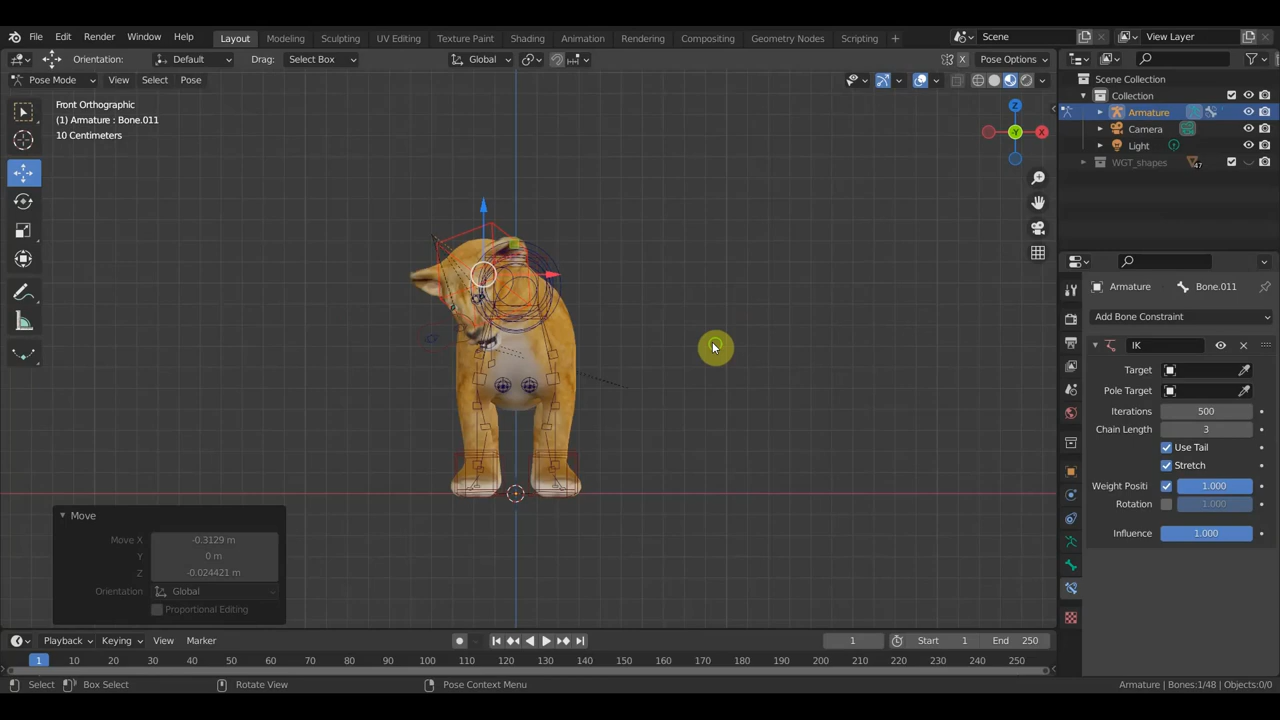 File Edit Render Window Help Layout Modeling Sculpting UV Editing Texture Paint Shading Animation Rendering Compositing Geometry Nodes Scripting + Scene View Layer
Orientation: Default Drag: Select Box Global X Pose Options
Pose Mode View Select Pose
Front Orthographic
(1) Armature : Bone.011
10 Centimeters
Z
X
-Y
Scene Collection
Collection
Armature
Camera
Light
WGT_shapes 47
Armature Bone.011
Add Bone Constraint
IK
Target
Pole Target
Iterations 500
Chain Length 3
Use Tail
Stretch
Weight Positi 1.000
Rotation 1.000
Influence 1.000
Move
Move X -0.3129 m
Y 0 m
Z -0.024421 m
Orientation Global
Proportional Editing
Playback Keying View Marker 1 Start 1 End 250
1 10 20 30 40 50 60 70 80 90 100 110 120 130 140 150 160 170 180 190 200 210 220 230 240 250
Select Box Select Rotate View Pose Context Menu Armature | Bones:1/48 | Objects:0/0